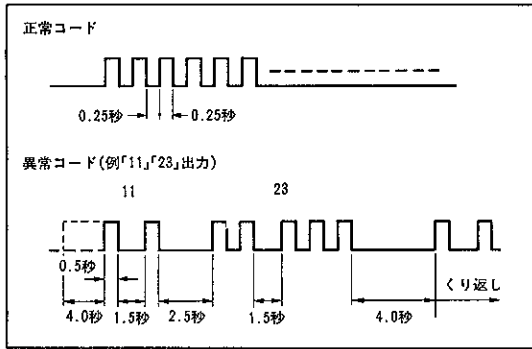 正常コード
0.25秒 0.25秒
異常コード(例「11」「23」出力)
11 23
0.5秒
くり返し
4.0秒 1.5秒 2.5秒 1.5秒 4.0秒